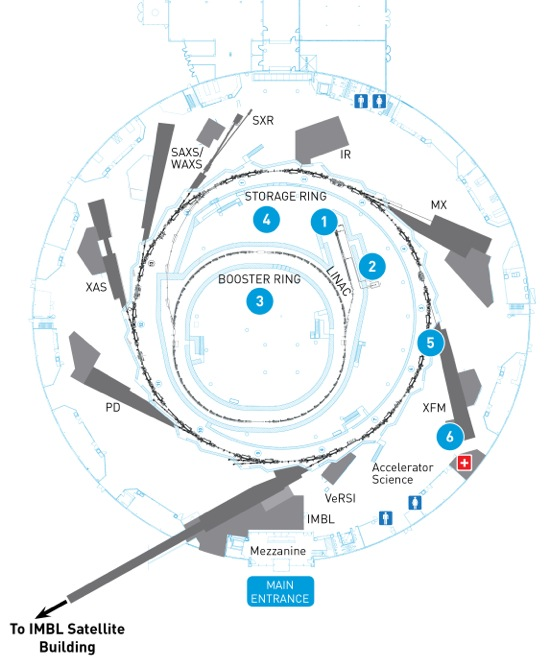 SXR
SAXS/
WAXS
IR
STORAGE RING
MX
4
1
2
LINAC
BOOSTER RING
3
XAS
5
PD
XFM
6
Accelerator
Science
VeRSI
IMBL
Mezzanine
MAIN
ENTRANCE
To IMBL Satellite
Building